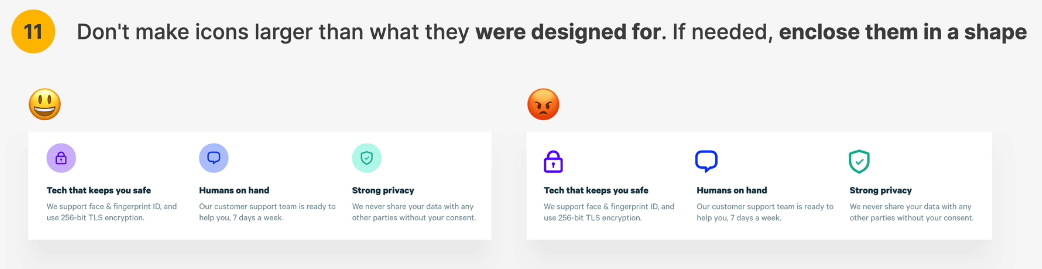 11
Don't make icons larger than what they were designed for. If needed, enclose them in a shape
Tech that keeps you safe
We support face & fingerprint ID, and
use 256-bit TLS encryption.
Humans on hand
Our customer support team is ready to
help you, 7 days a week.
Strong privacy
We never share your data with any
other parties without your consent.
Tech that keeps you safe
We support face & fingerprint ID, and
use 256-bit TLS encryption.
Humans on hand
Our customer support team is ready to
help you, 7 days a week.
Strong privacy
We never share your data with any
other parties without your consent.